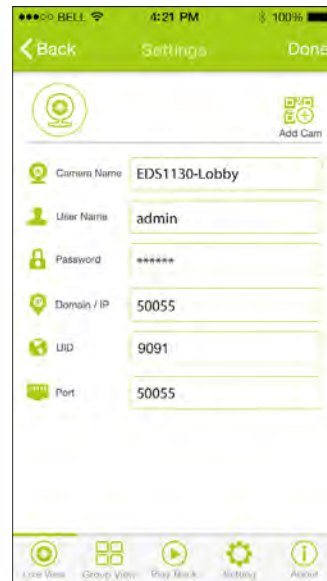 BELL 4:21 PM 100%
Back Settings Done
Add Cam
Camera Name EDS1130-Lobby
User Name admin
Password ******
Domain / IP 50055
UID 9091
Port 50055
Live View Group View Play Back Setting About